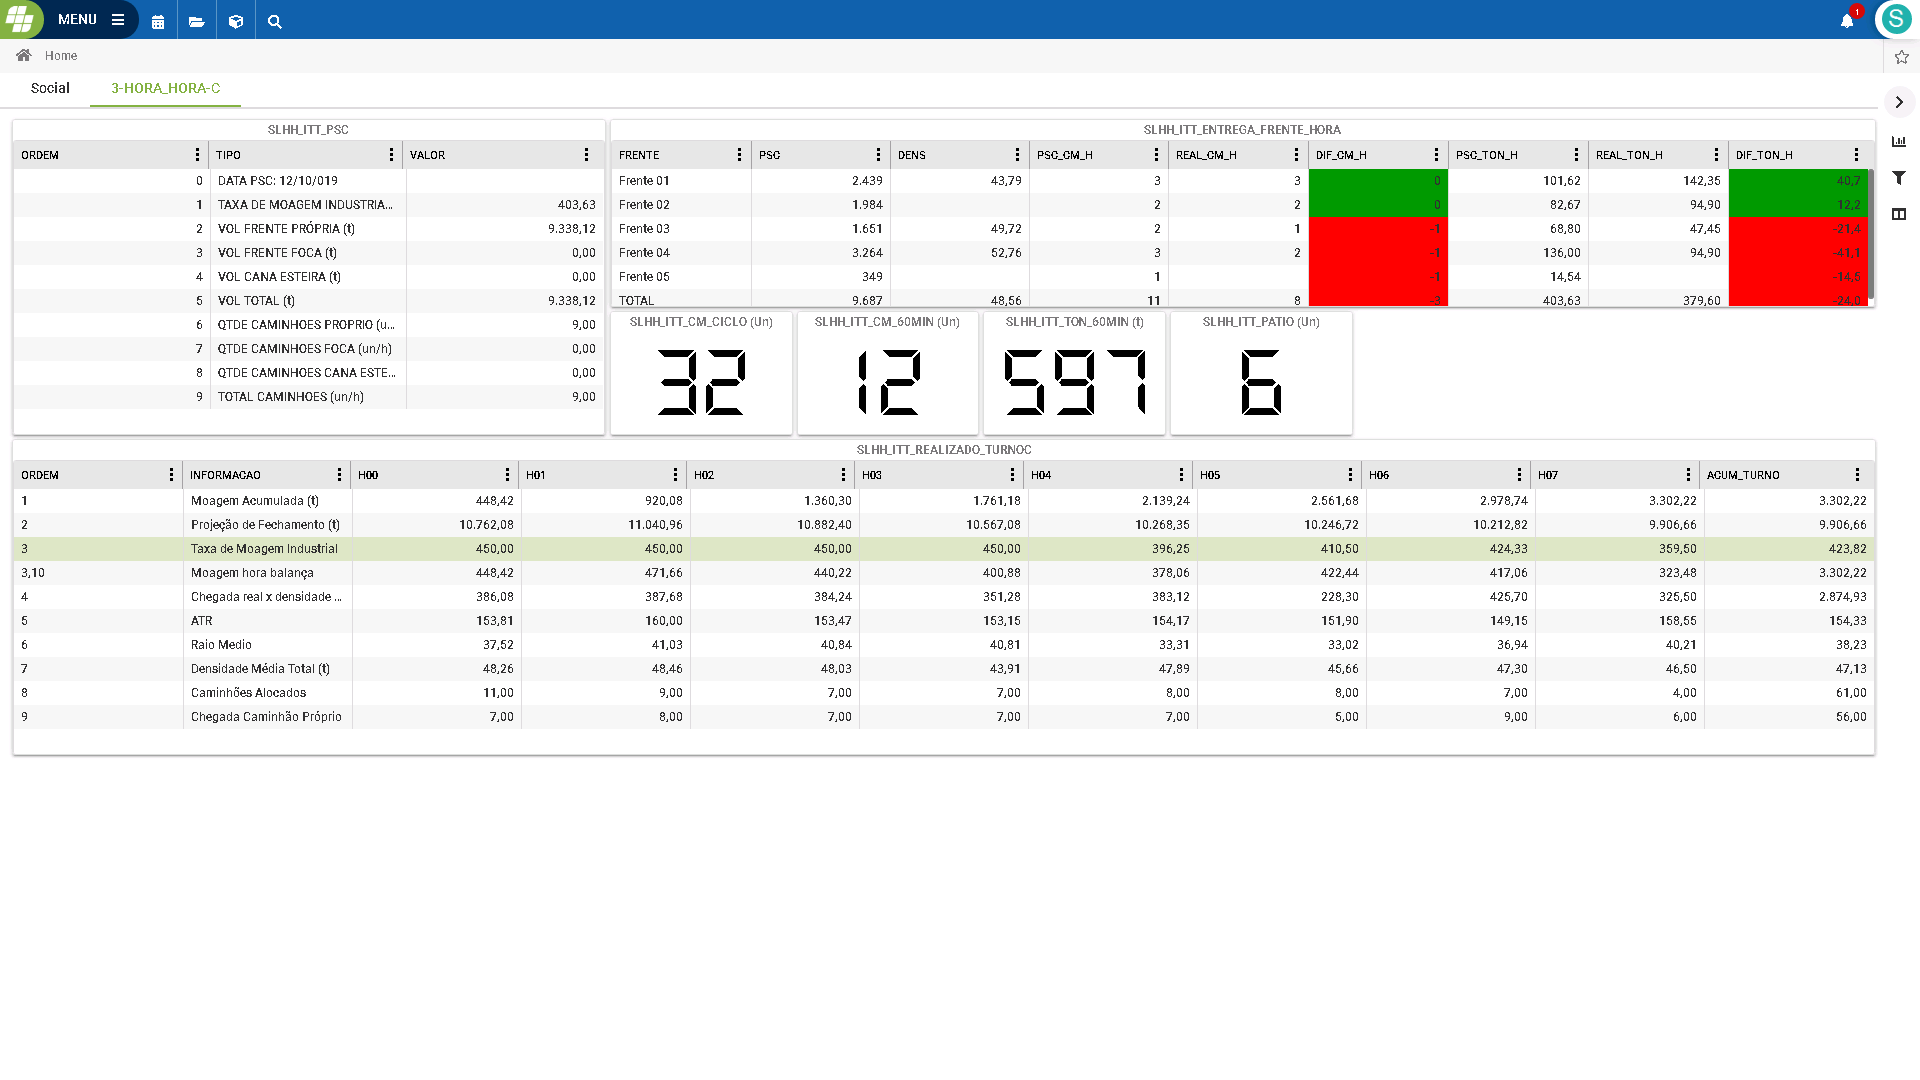 MENU
1
S
Home
Social 3-HORA_HORA-C
SLHH_ITT_PSC
ORDEM TIPO VALOR
0 DATA PSC: 12/10/019
1 TAXA DE MOAGEM INDUSTRIA... 403,63
2 VOL FRENTE PRÓPRIA (t) 9.338,12
3 VOL FRENTE FOCA (t) 0,00
4 VOL CANA ESTEIRA (t) 0,00
5 VOL TOTAL (t) 9.338,12
6 QTDE CAMINHOES PROPRIO (u... 9,00
7 QTDE CAMINHOES FOCA (un/h) 0,00
8 QTDE CAMINHOES CANA ESTE... 0,00
9 TOTAL CAMINHOES (un/h) 9,00
SLHH_ITT_ENTREGA_FRENTE_HORA
FRENTE PSC DENS PSC_CM_H REAL_CM_H DIF_CM_H PSC_TON_H REAL_TON_H DIF_TON_H
Frente 01 2.439 43,79 3 3 0 101,62 142,35 40,7
Frente 02 1.984 2 2 0 82,67 94,90 12,2
Frente 03 1.651 49,72 2 1 -1 68,80 47,45 -21,4
Frente 04 3.264 52,76 3 2 -1 136,00 94,90 -41,1
Frente 05 349 1 -1 14,54 -14,5
TOTAL 9.687 48,56 11 8 -3 403,63 379,60 -24,0
SLHH_ITT_CM_CICLO (Un)
32
SLHH_ITT_CM_60MIN (Un)
12
SLHH_ITT_TON_60MIN (t)
597
SLHH_ITT_PATIO (Un)
6
SLHH_ITT_REALIZADO_TURNOC
ORDEM INFORMACAO H00 H01 H02 H03 H04 H05 H06 H07 ACUM_TURNO
1 Moagem Acumulada (t) 448,42 920,08 1.360,30 1.761,18 2.139,24 2.561,68 2.978,74 3.302,22 3.302,22
2 Projeção de Fechamento (t) 10.762,08 11.040,96 10.882,40 10.567,08 10.268,35 10.246,72 10.212,82 9.906,66 9.906,66
3 Taxa de Moagem Industrial 450,00 450,00 450,00 450,00 396,25 410,50 424,33 359,50 423,82
3,10 Moagem hora balança 448,42 471,66 440,22 400,88 378,06 422,44 417,06 323,48 3.302,22
4 Chegada real x densidade ... 386,08 387,68 384,24 351,28 383,12 228,30 425,70 325,50 2.874,93
5 ATR 153,81 160,00 153,47 153,15 154,17 151,90 149,15 158,55 154,33
6 Raio Medio 37,52 41,03 40,84 40,81 33,31 33,02 36,94 40,21 38,23
7 Densidade Média Total (t) 48,26 48,46 48,03 43,91 47,89 45,66 47,30 46,50 47,13
8 Caminhões Alocados 11,00 9,00 7,00 7,00 8,00 8,00 7,00 4,00 61,00
9 Chegada Caminhão Próprio 7,00 8,00 7,00 7,00 7,00 5,00 9,00 6,00 56,00